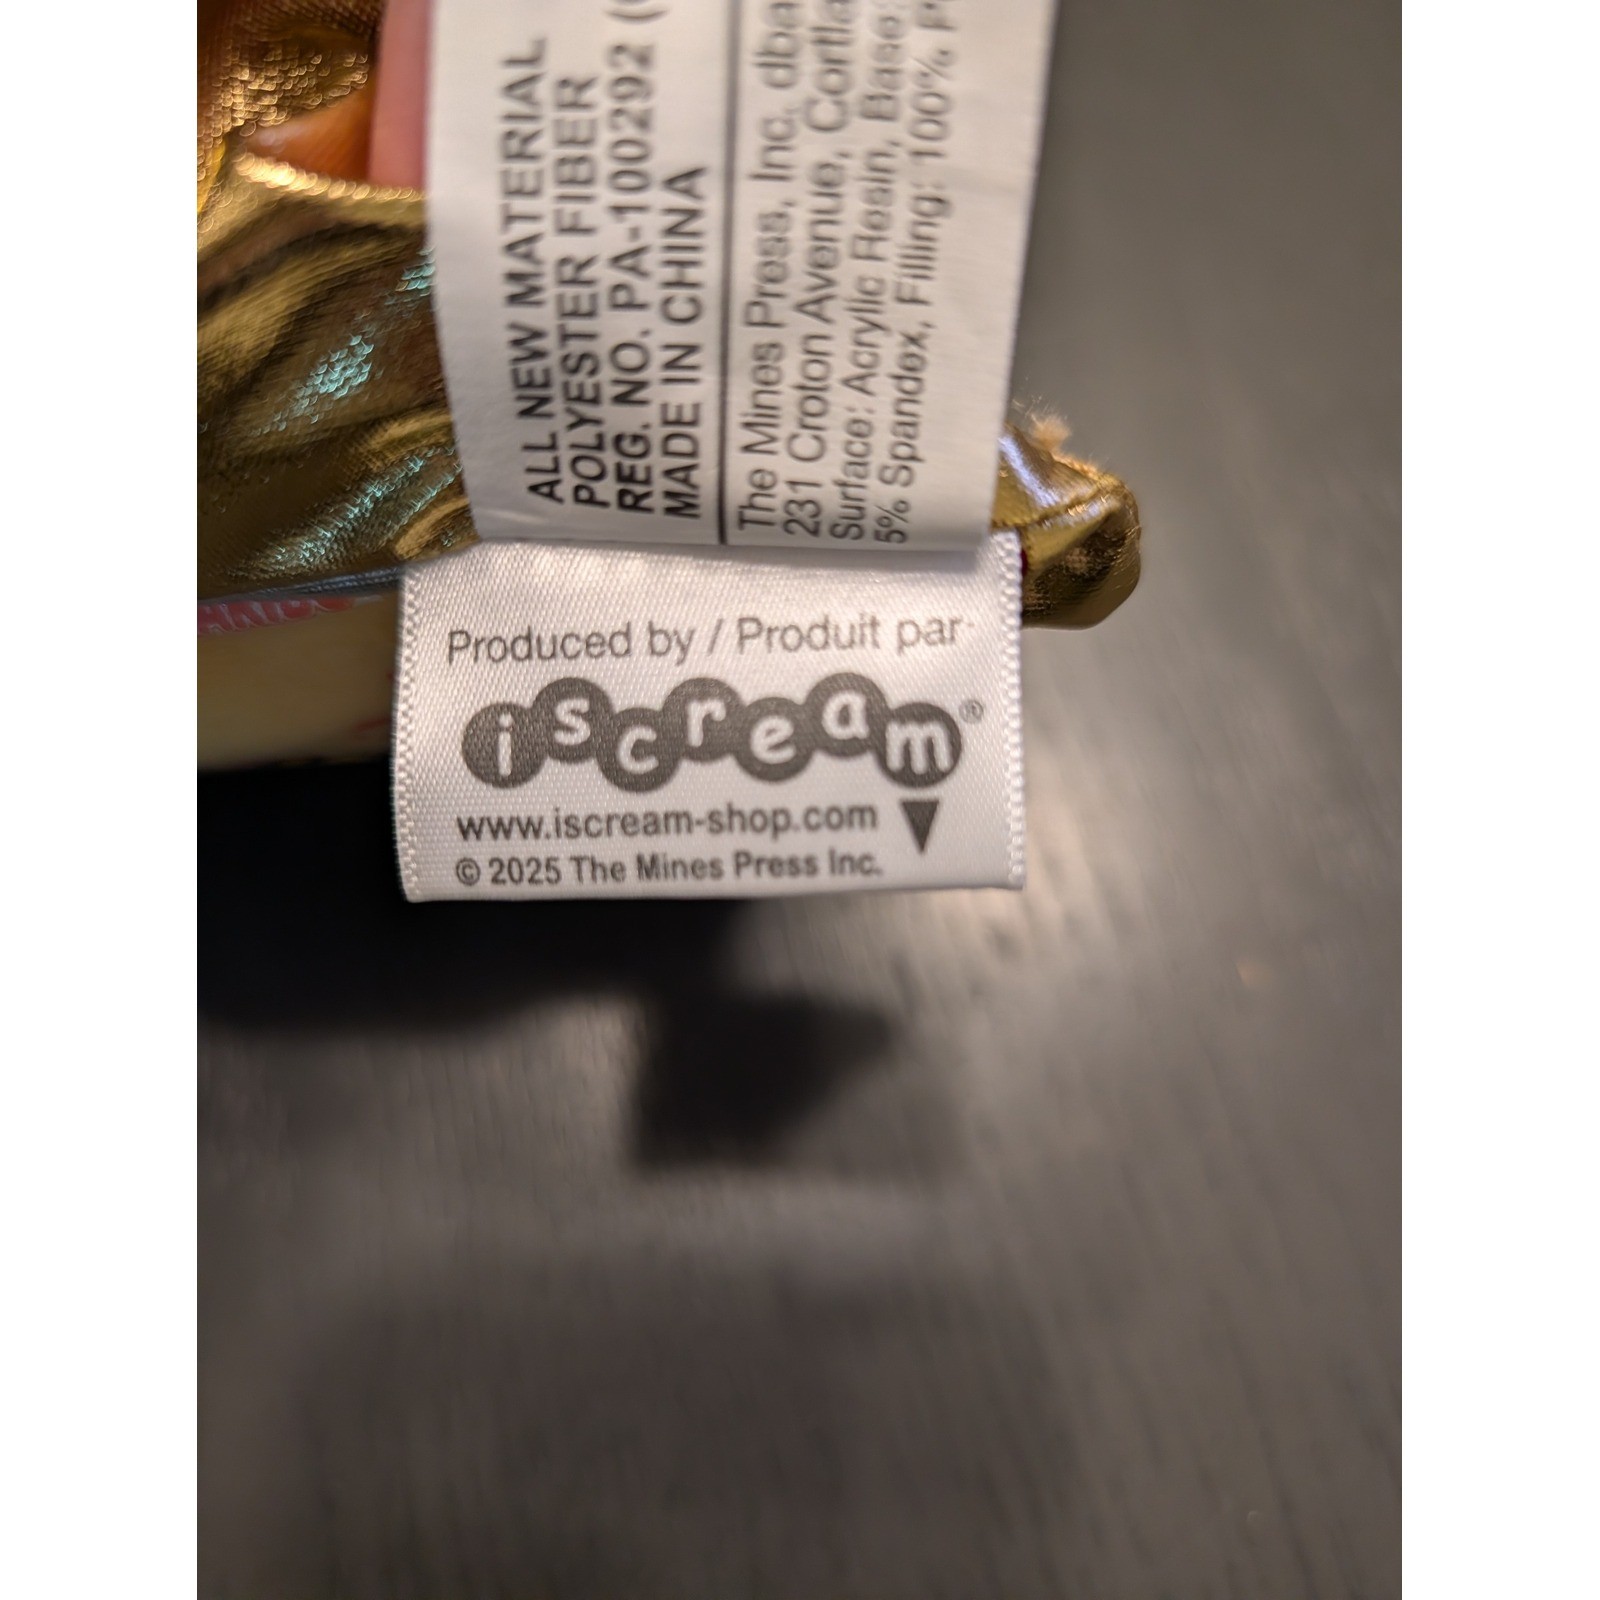 ALL NEW MATERIAL
POLYESTER FIBER
REG. NO. PA-100292
MADE IN CHINA
The Mines Press, Inc. dba
231 Croton Avenue,
Surface: Acrylic Resin, Base:
5% Spandex, Filling: 100%
Produced by / Produit par-
iscream®
www.iscream-shop.com
© 2025 The Mines Press Inc.